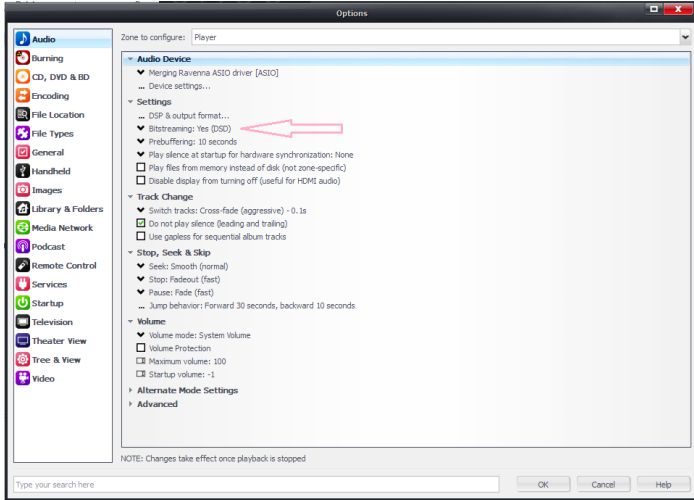 Options
Audio
Burning
CD, DVD & BD
Encoding
File Location
File Types
General
Handheld
Images
Library & Folders
Media Network
Podcast
Remote Control
Services
Startup
Television
Theater View
Tree & View
Video
Zone to configure: Player
Audio Device
Merging Ravenna ASIO driver [ASIO]
... Device settings...
Settings
... DSP & output format...
Bitstreaming: Yes (DSD)
Prebuffering: 10 seconds
Play silence at startup for hardware synchronization: None
Play files from memory instead of disk (not zone-specific)
Disable display from turning off (useful for HDMI audio)
Track Change
Switch tracks: Cross-fade (aggressive) - 0.1s
Do not play silence (leading and trailing)
Use gapless for sequential album tracks
Stop, Seek & Skip
Seek: Smooth (normal)
Stop: Fadeout (fast)
Pause: Fade (fast)
... Jump behavior: Forward 30 seconds, backward 10 seconds
Volume
Volume mode: System Volume
Volume Protection
Maximum volume: 100
Startup volume: -1
Alternate Mode Settings
Advanced
NOTE: Changes take effect once playback is stopped
Type your search here
OK
Cancel
Help